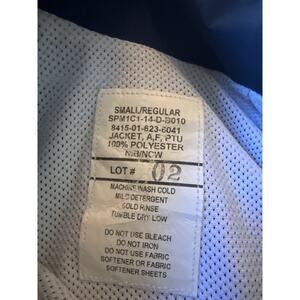 SMALL/REGULAR
SPM1C1-14-D-B010
8415-01-623-6041
JACKET, A,F, PTU
100% POLYESTER
NIB/NCW
LOT # 02
MACHINE WASH COLD
MILD DETERGENT
COLD RINSE
TUMBLE DRY LOW
DO NOT USE BLEACH
DO NOT IRON
DO NOT USE FABRIC
SOFTENER OR FABRIC
SOFTENER SHEETS